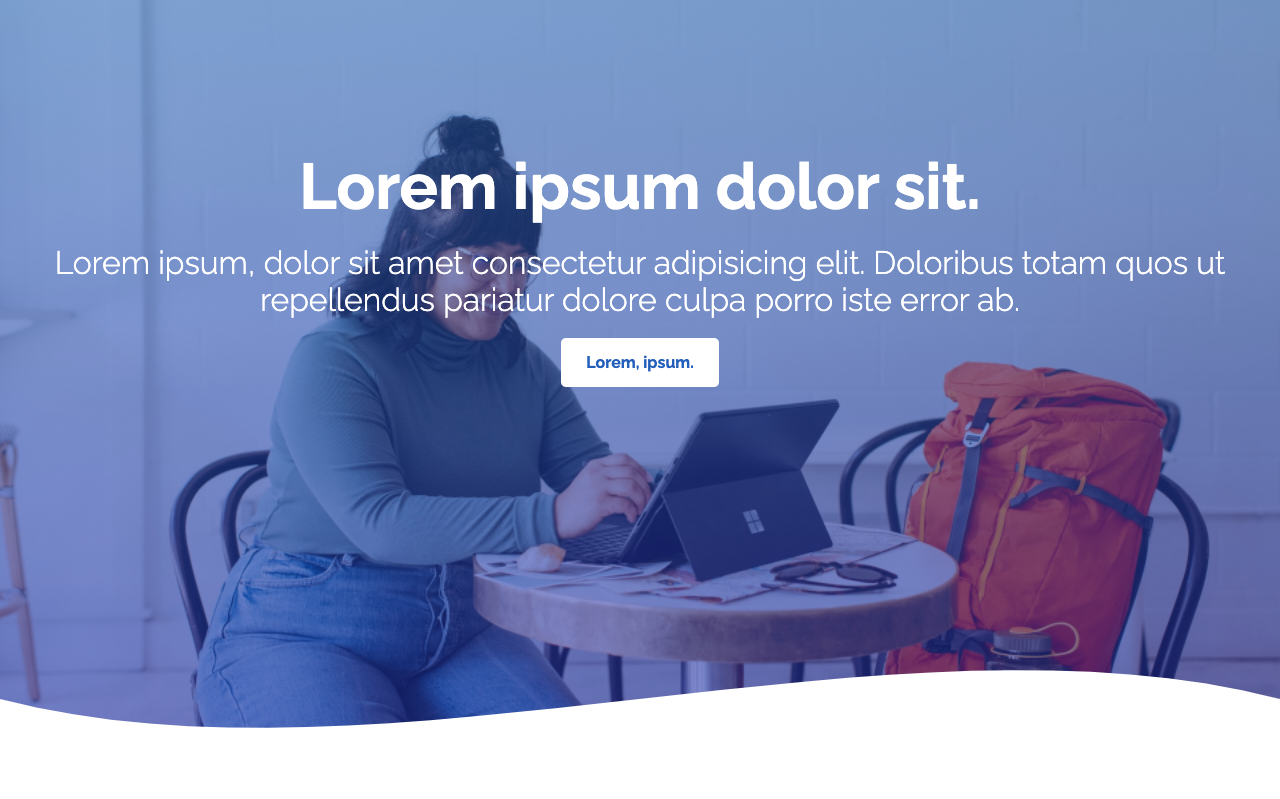 Lorem ipsum dolor sit.
Lorem ipsum, dolor sit amet consectetur adipisicing elit. Doloribus totam quos ut
repellendus pariatur dolore culpa porro iste error ab.
Lorem, ipsum.